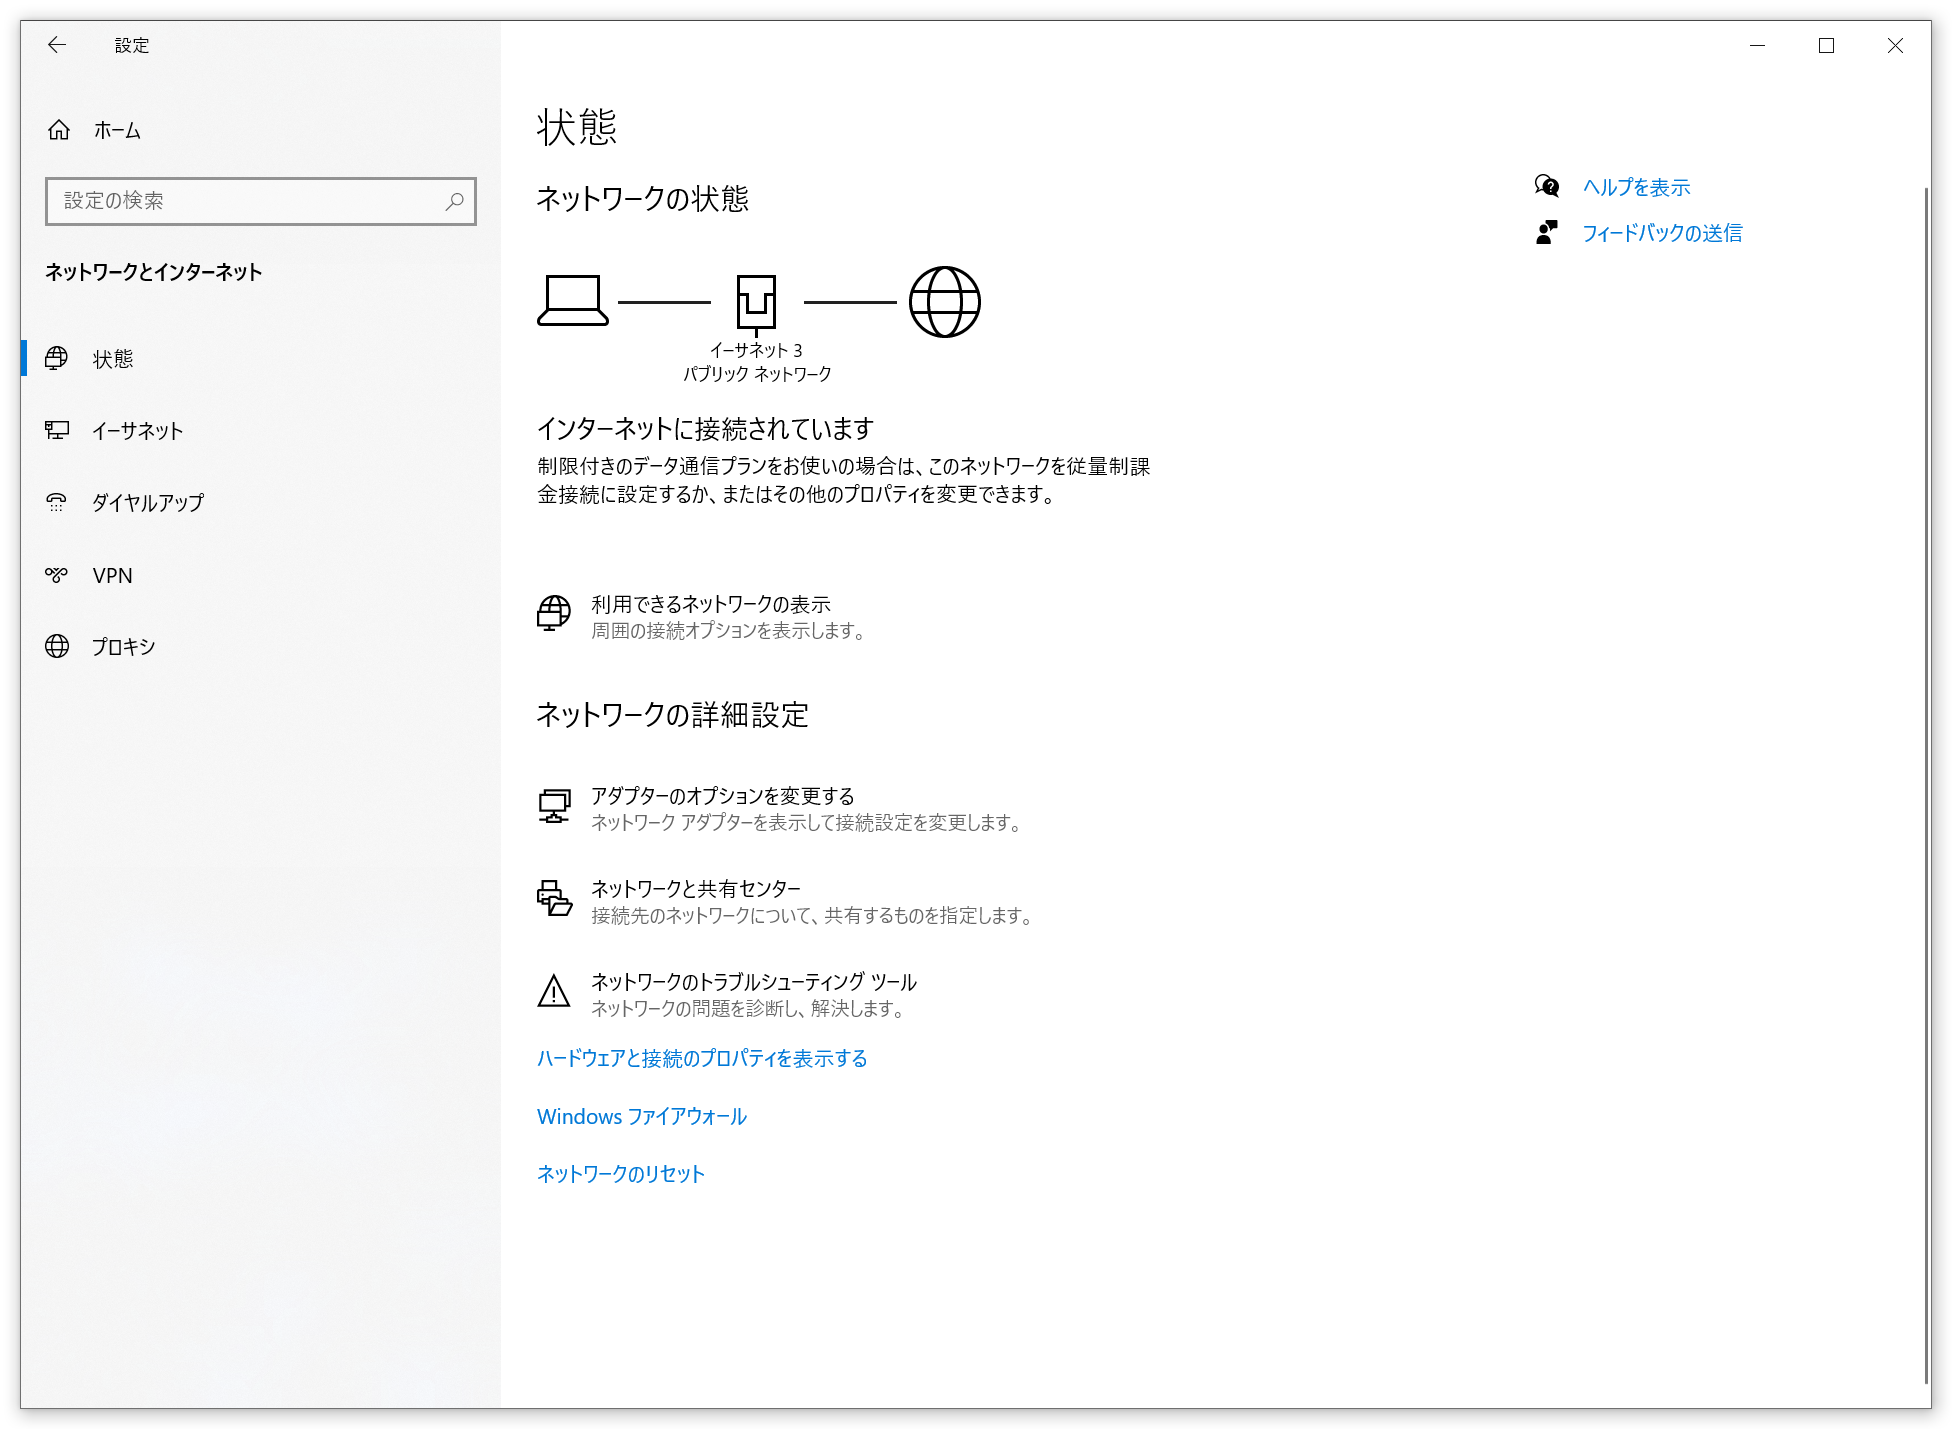 設定
ホーム
設定の検索
ネットワークとインターネット
状態
イーサネット
ダイヤルアップ
VPN
プロキシ
状態
ネットワークの状態
イーサネット 3
パブリック ネットワーク
インターネットに接続されています
制限付きのデータ通信プランをお使いの場合は、このネットワークを従量制課
金接続に設定するか、またはその他のプロパティを変更できます。
利用できるネットワークの表示
周囲の接続オプションを表示します。
ネットワークの詳細設定
アダプターのオプションを変更する
ネットワーク アダプターを表示して接続設定を変更します。
ネットワークと共有センター
接続先のネットワークについて、共有するものを指定します。
ネットワークのトラブルシューティング ツール
ネットワークの問題を診断し、解決します。
ハードウェアと接続のプロパティを表示する
Windows ファイアウォール
ネットワークのリセット
ヘルプを表示
フィードバックの送信